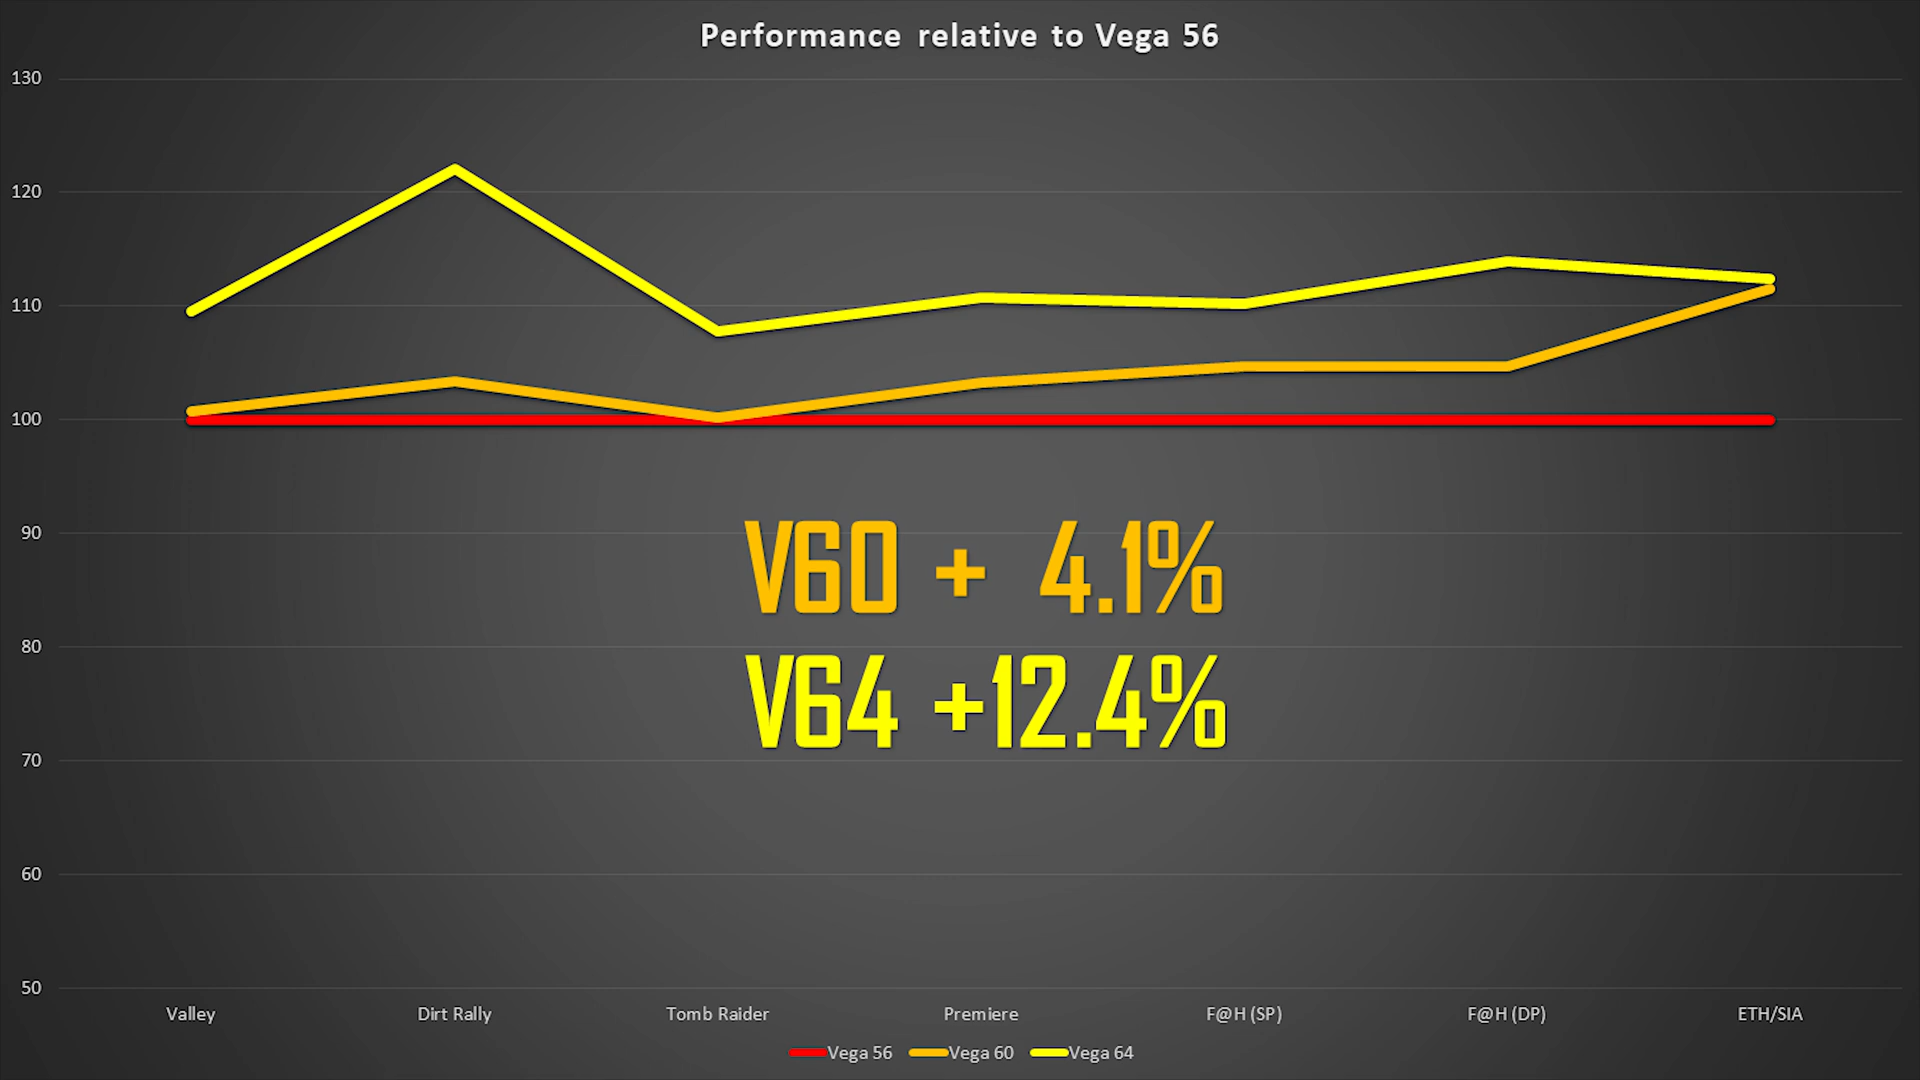 Performance relative to Vega 56
130
120
110
100
90
80
70
60
50
V60 + 4.1%
V64 +12.4%
Valley Dirt Rally Tomb Raider Premiere F@H (SP) F@H (DP) ETH/SIA
Vega 56 Vega 60 Vega 64